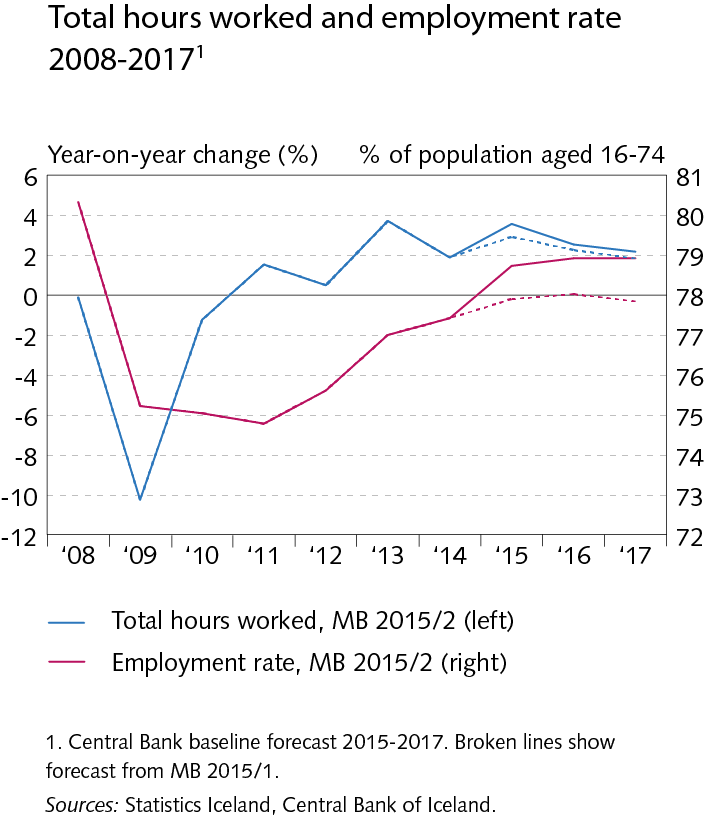 Total hours worked and employment rate
2008-2017¹
Year-on-year change (%) % of population aged 16-74
6 81
4 80
2 79
0 78
-2 77
-4 76
-6 75
-8 74
-10 73
-12 72
‘08 ‘09 ‘10 ‘11 ‘12 ‘13 ‘14 ‘15 ‘16 ‘17
Total hours worked, MB 2015/2 (left)
Employment rate, MB 2015/2 (right)
1. Central Bank baseline forecast 2015-2017. Broken lines show
forecast from MB 2015/1.
Sources: Statistics Iceland, Central Bank of Iceland.